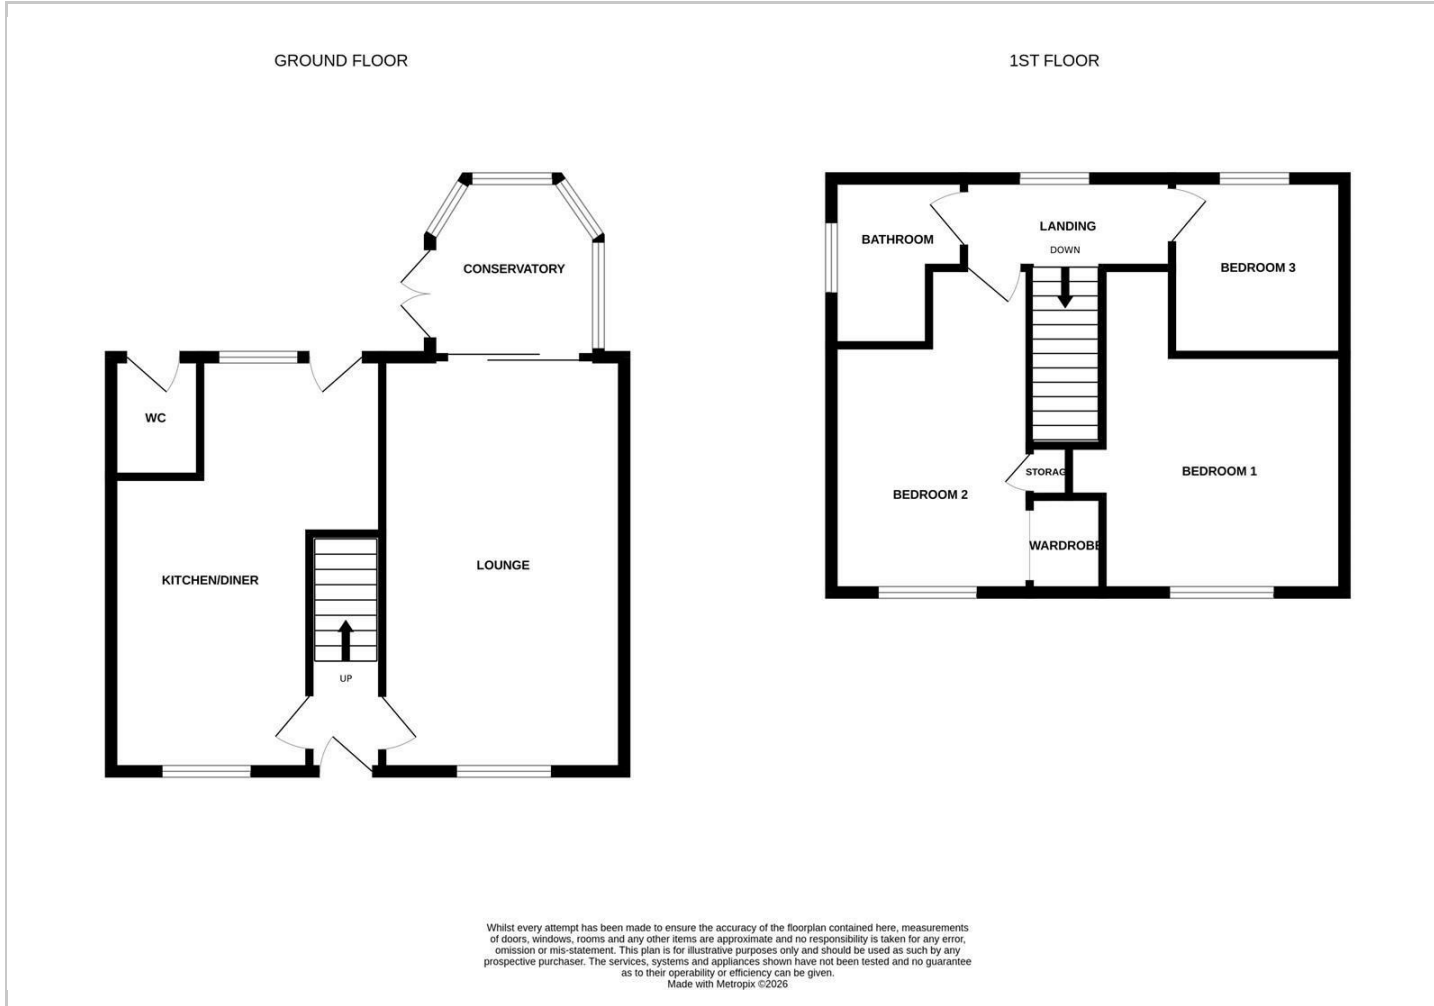 GROUND FLOOR
1ST FLOOR
CONSERVATORY
WC
KITCHEN/DINER
LOUNGE
UP
BATHROOM
LANDING
DOWN
BEDROOM 3
BEDROOM 2
STORAG
BEDROOM 1
WARDROBE
Whilst every attempt has been made to ensure the accuracy of the floorplan contained here, measurements
of doors, windows, rooms and any other items are approximate and no responsibility is taken for any error,
omission or mis-statement. This plan is for illustrative purposes only and should be used as such by any
prospective purchaser. The services, systems and appliances shown have not been tested and no guarantee
as to their operability or efficiency can be given.
Made with Metropix ©2026